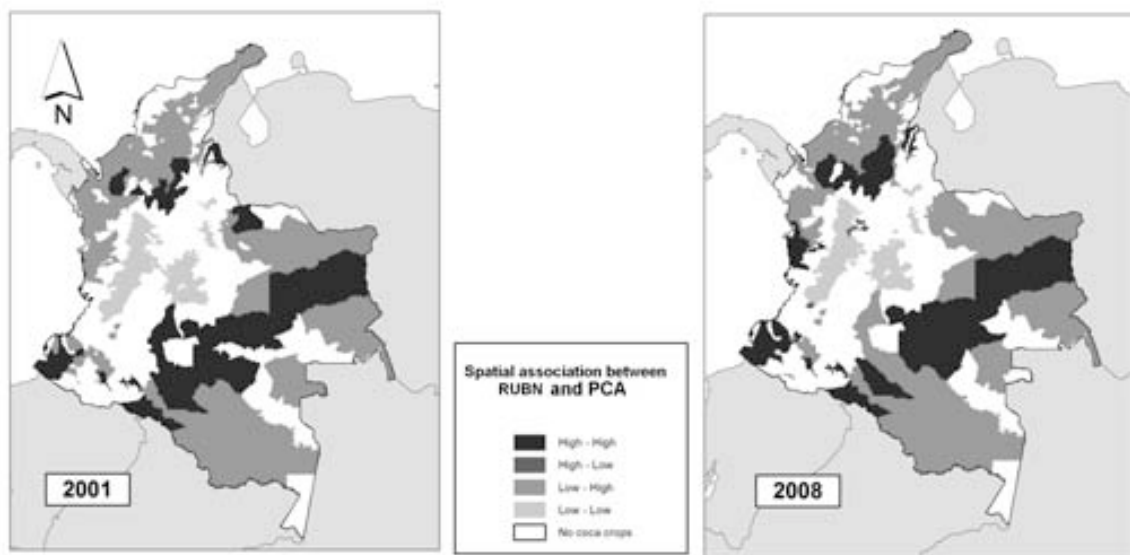 N
2001
Spatial association between
RUBN and PCA
High - High
High - Low
Low - High
Low - Low
No coca crops
2008